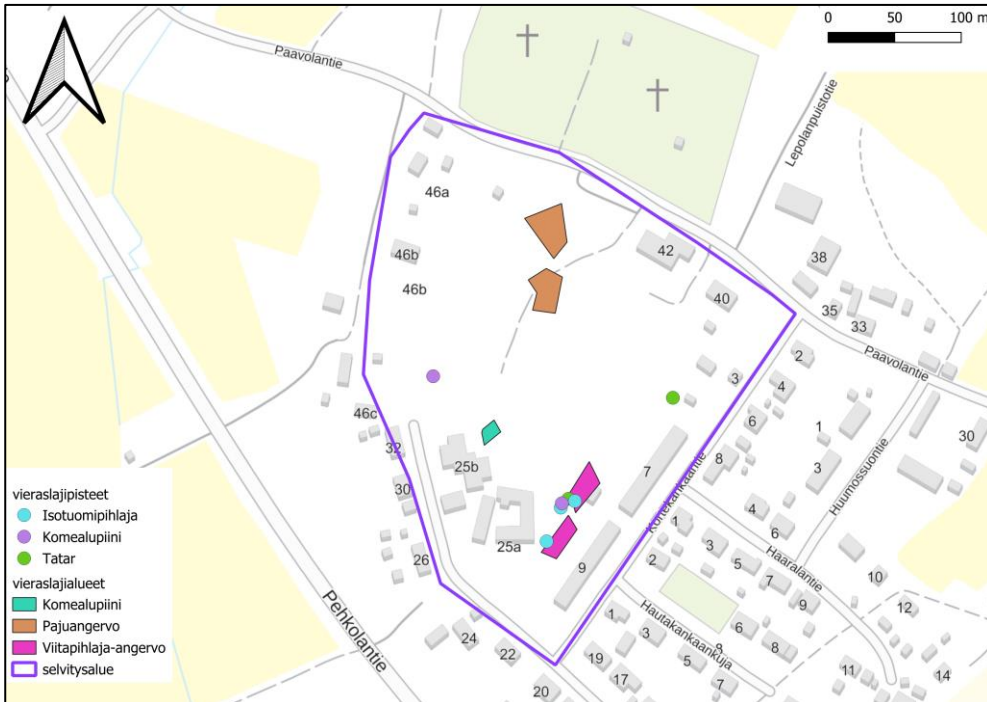 0 50 100 m
Paavolantie
Lepolanpuistotie
46a
46b
46b
42
38
40
35
33
Paavolantie
2
3
4
6
1
30
8
3
7
Kortekankaantie
Huumossuontie
46c
32
25b
30
25a
9
26
4
6
1
3
2
5
7
9
Haaralantie
10
12
1
3
6
8
Hautakankaankuja
5
7
11
14
Pehkolantie
24
22
19
17
20
vieraslajipisteet
Isotuomipihlaja
Komealupiini
Tatar
vieraslajialueet
Komealupiini
Pajuangervo
Viitapihlaja-angervo
selvitysalue